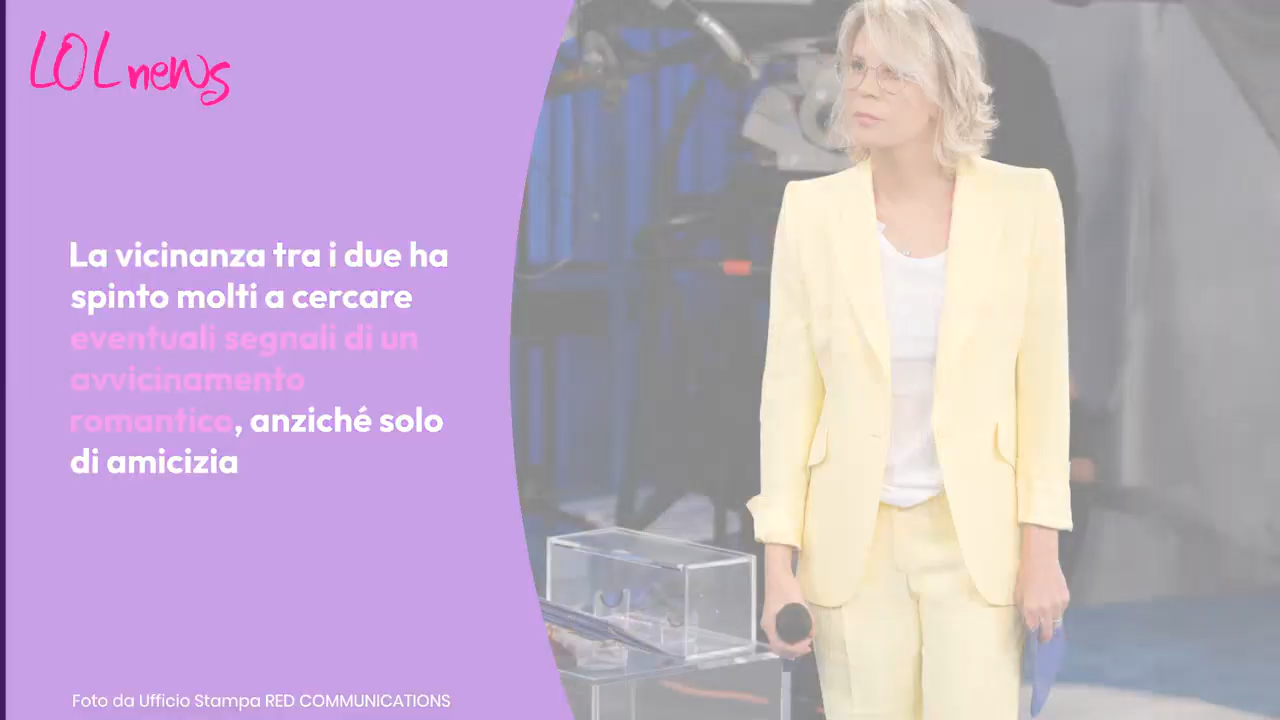 LOL news
La vicinanza tra i due ha
spinto molti a cercare
eventuali segnali di un
avvicinamento
romantico, anziché solo
di amicizia
Foto da Ufficio Stampa RED COMMUNICATIONS